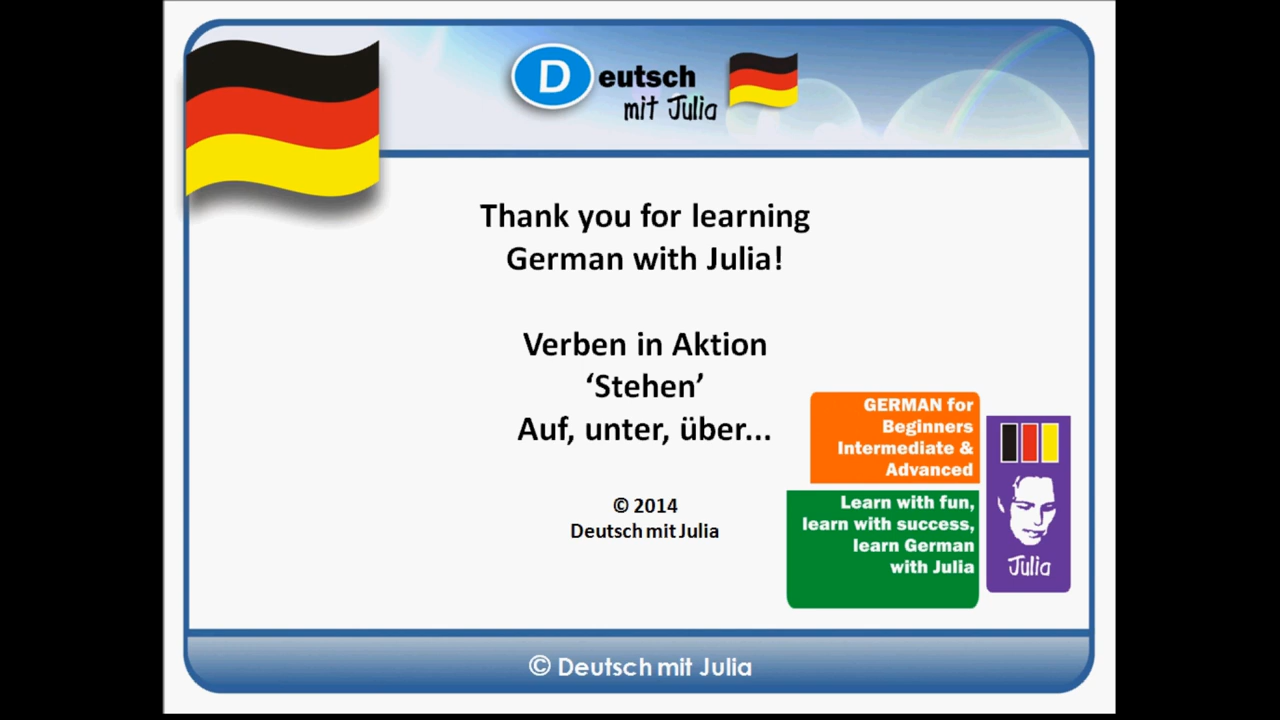 Deutsch
mit Julia
Thank you for learning
German with Julia!
Verben in Aktion
‘Stehen’
Auf, unter, über...
© 2014
Deutsch mit Julia
GERMAN for
Beginners
Intermediate &
Advanced
Learn with fun,
learn with success,
learn German
with Julia
Julia
© Deutsch mit Julia